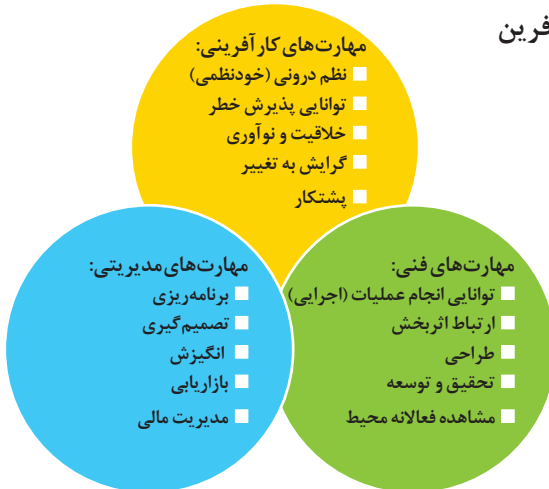 فرین
مهارت‌های کارآفرینی:
نظم درونی (خودنظمی)
توانایی پذیرش خطر
خلاقیت و نوآوری
گرایش به تغییر
پشتکار
مهارت‌های فنی:
توانایی انجام عملیات (اجرایی)
ارتباط اثربخش
طراحی
تحقیق و توسعه
مشاهده فعالانه محیط
مهارت‌های مدیریتی:
برنامه‌ریزی
تصمیم‌گیری
انگیزش
بازاریابی
مدیریت مالی